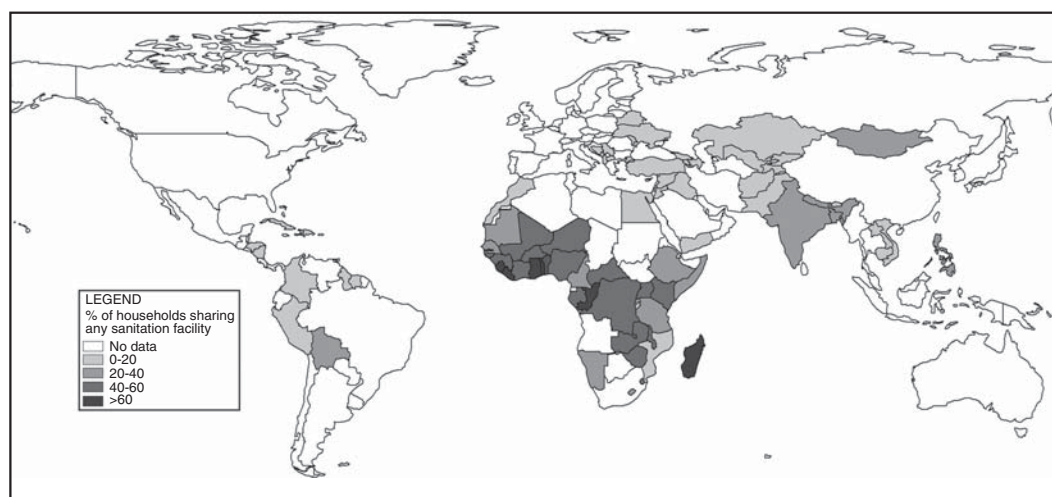 LEGEND
% of households sharing
any sanitation facility
No data
0-20
20-40
40-60
>60